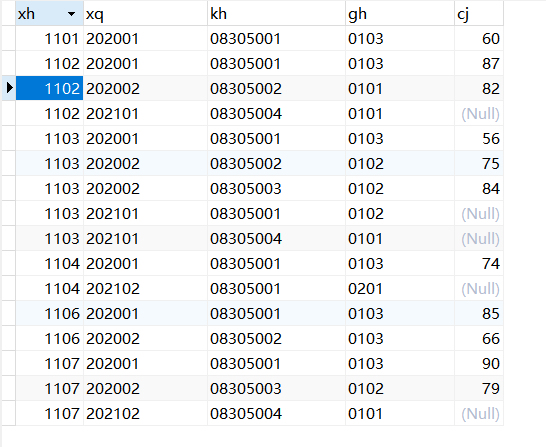 xh xq kh gh cj
1101 202001 08305001 0103 60
1102 202001 08305001 0103 87
1102 202002 08305002 0101 82
1102 202101 08305004 0101 (Null)
1103 202001 08305001 0103 56
1103 202002 08305002 0102 75
1103 202002 08305003 0102 84
1103 202101 08305001 0102 (Null)
1103 202101 08305004 0101 (Null)
1104 202001 08305001 0103 74
1104 202102 08305001 0201 (Null)
1106 202001 08305001 0103 85
1106 202002 08305002 0103 66
1107 202001 08305001 0103 90
1107 202002 08305003 0102 79
1107 202102 08305004 0101 (Null)